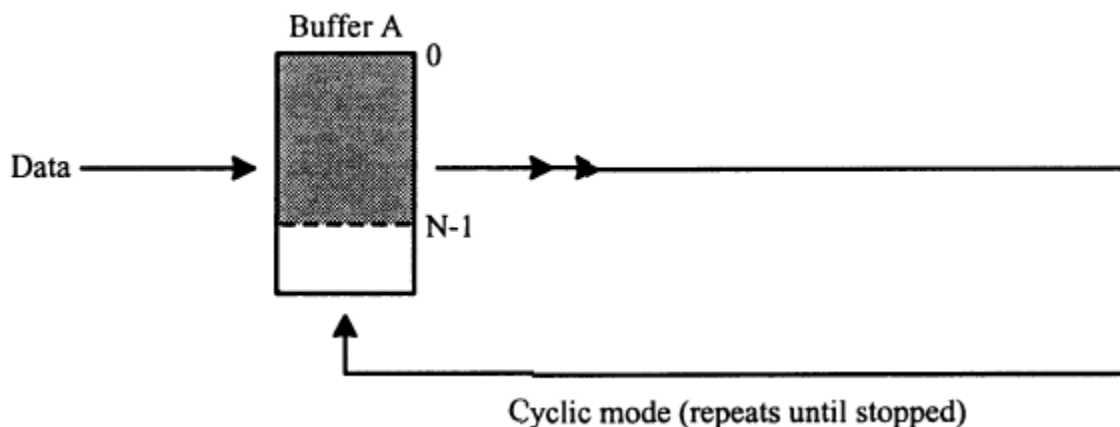 Buffer A
0
Data
N-1
Cyclic mode (repeats until stopped)